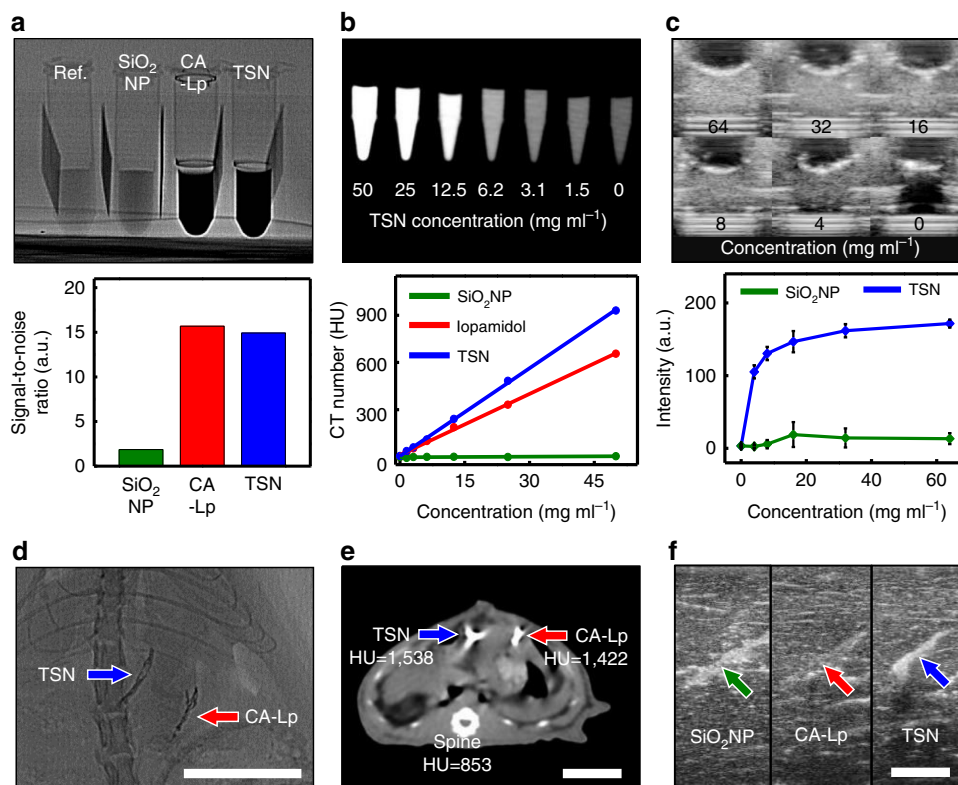 a
Ref.
SiO2
NP
CA
-Lp
TSN
Signal-to-noise
ratio (a.u.)
20
15
10
5
0
SiO2
NP
CA
-Lp
TSN
b
50 25 12.5 6.2 3.1 1.5 0
TSN concentration (mg ml⁻¹)
CT number (HU)
900
600
300
0
SiO2NP
Iopamidol
TSN
0 15 30 45
Concentration (mg ml⁻¹)
c
64 32 16
8 4 0
Concentration (mg ml⁻¹)
Intensity (a.u.)
200
100
0
SiO2NP TSN
0 20 40 60
Concentration (mg ml⁻¹)
d
TSN
CA-Lp
e
TSN
HU=1,538
CA-Lp
HU=1,422
Spine
HU=853
f
SiO2NP
CA-Lp
TSN